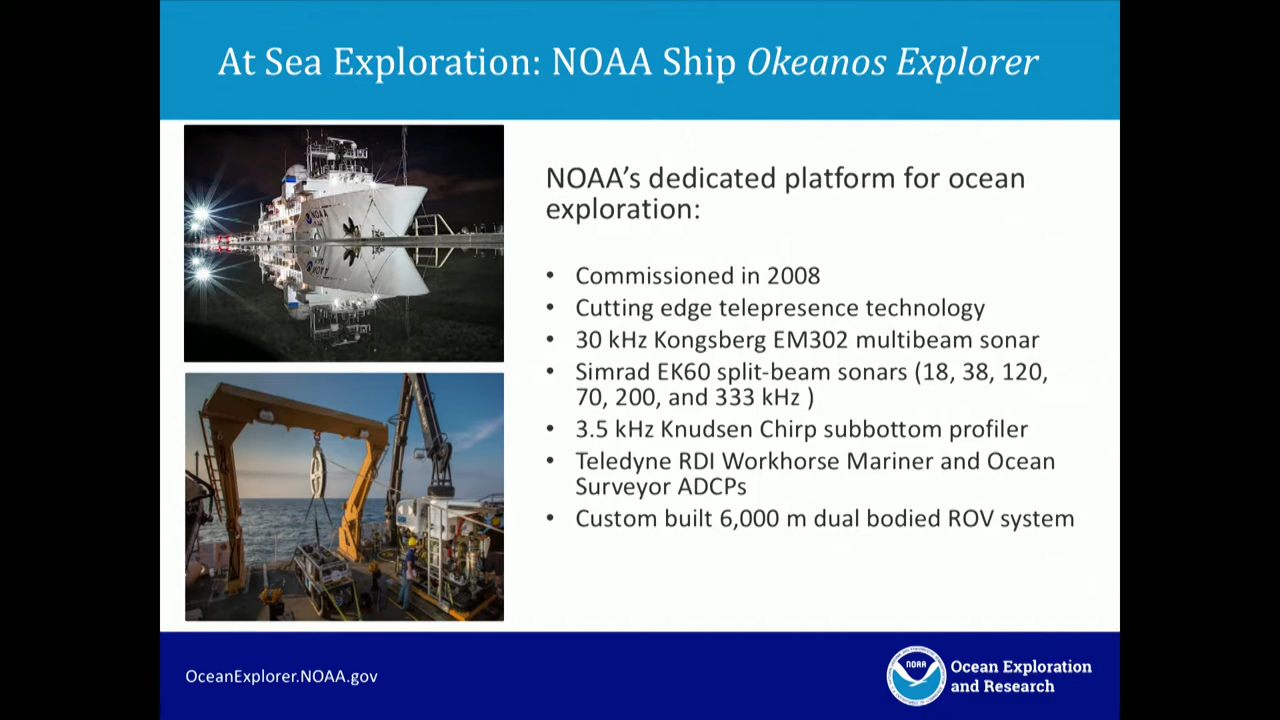 At Sea Exploration: NOAA Ship Okeanos Explorer
NOAA
NOAA’s dedicated platform for ocean
exploration:
• Commissioned in 2008
• Cutting edge telepresence technology
• 30 kHz Kongsberg EM302 multibeam sonar
• Simrad EK60 split-beam sonars (18, 38, 120,
70, 200, and 333 kHz )
• 3.5 kHz Knudsen Chirp subbottom profiler
• Teledyne RDI Workhorse Mariner and Ocean
Surveyor ADCPs
• Custom built 6,000 m dual bodied ROV system
OceanExplorer.NOAA.gov
NOAA
Ocean Exploration
and Research